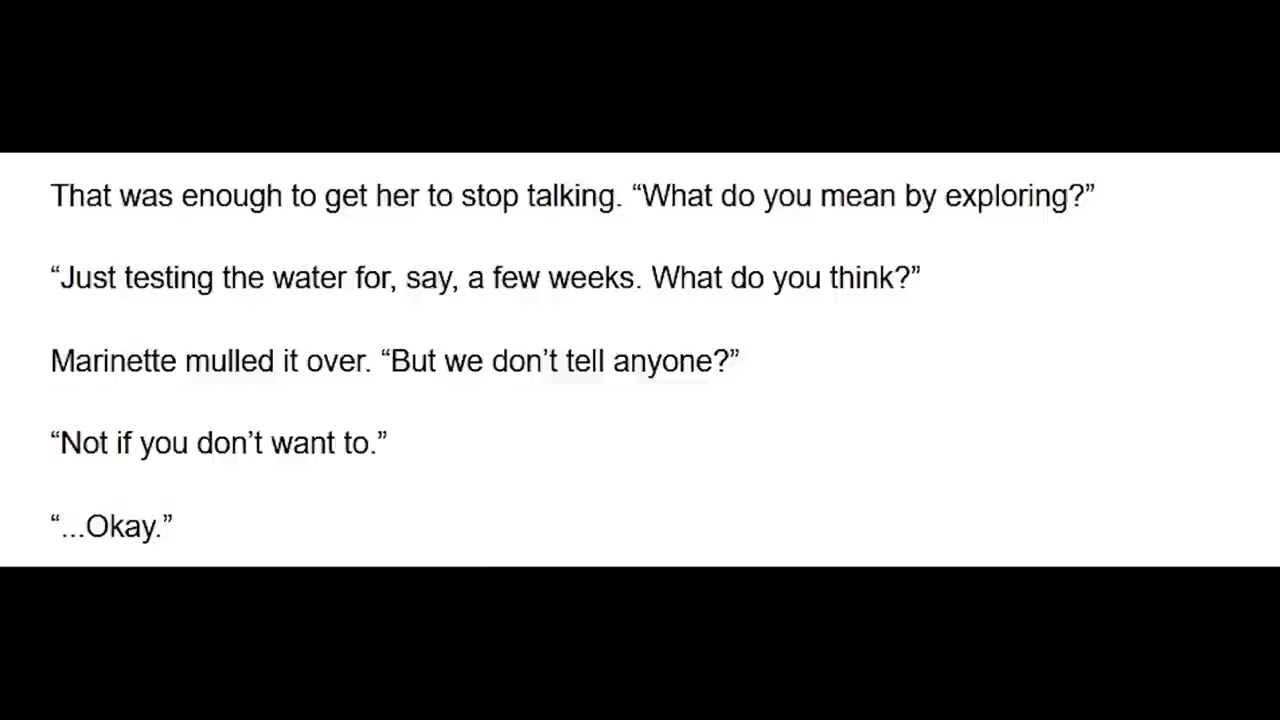 That was enough to get her to stop talking. “What do you mean by exploring?”
“Just testing the water for, say, a few weeks. What do you think?”
Marinette mulled it over. “But we don’t tell anyone?”
“Not if you don’t want to.”
“...Okay.”